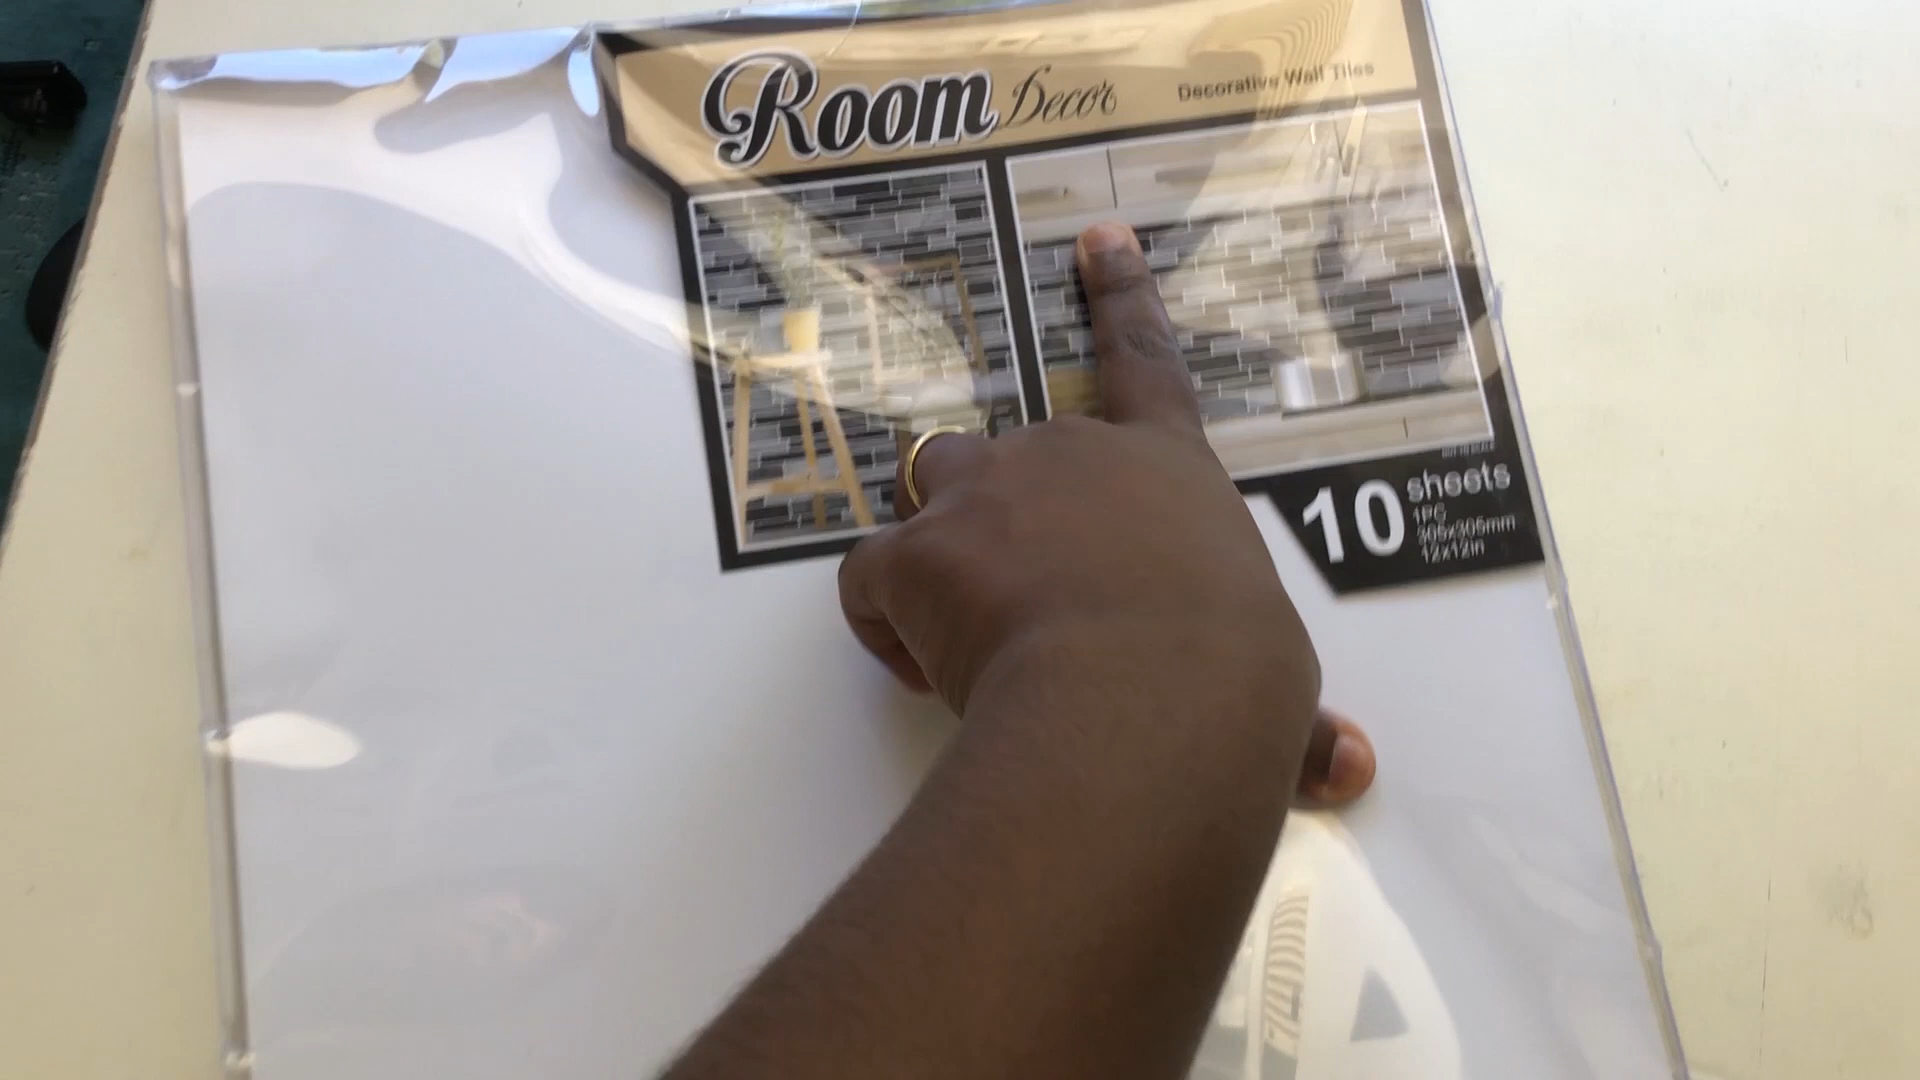 Room Decor
Decorative Wall Tiles
10 sheets
1PC
305x305mm
12x12in